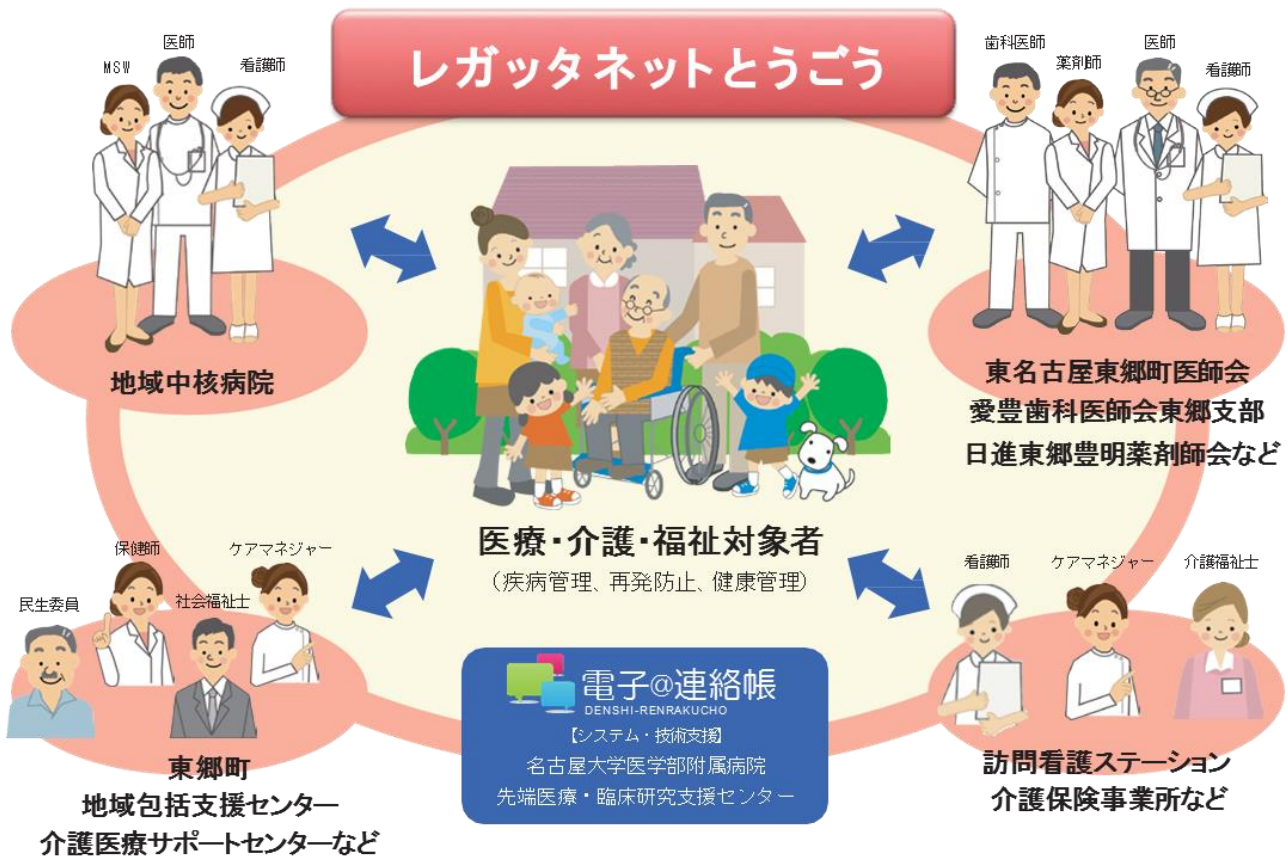 レガッタネットとうごう
MSW
医師
看護師
地域中核病院
歯科医師
薬剤師
医師
看護師
東名古屋東郷町医師会
愛豊歯科医師会東郷支部
日進東郷豊明薬剤師会など
医療・介護・福祉対象者
(疾病管理、再発防止、健康管理)
民生委員
保健師
社会福祉士
ケアマネジャー
東郷町
地域包括支援センター
介護医療サポートセンターなど
電子@連絡帳
DENSHI-RENRAKUCHO
【システム・技術支援】
名古屋大学医学部附属病院
先端医療・臨床研究支援センター
看護師
ケアマネジャー
介護福祉士
訪問看護ステーション
介護保険事業所など